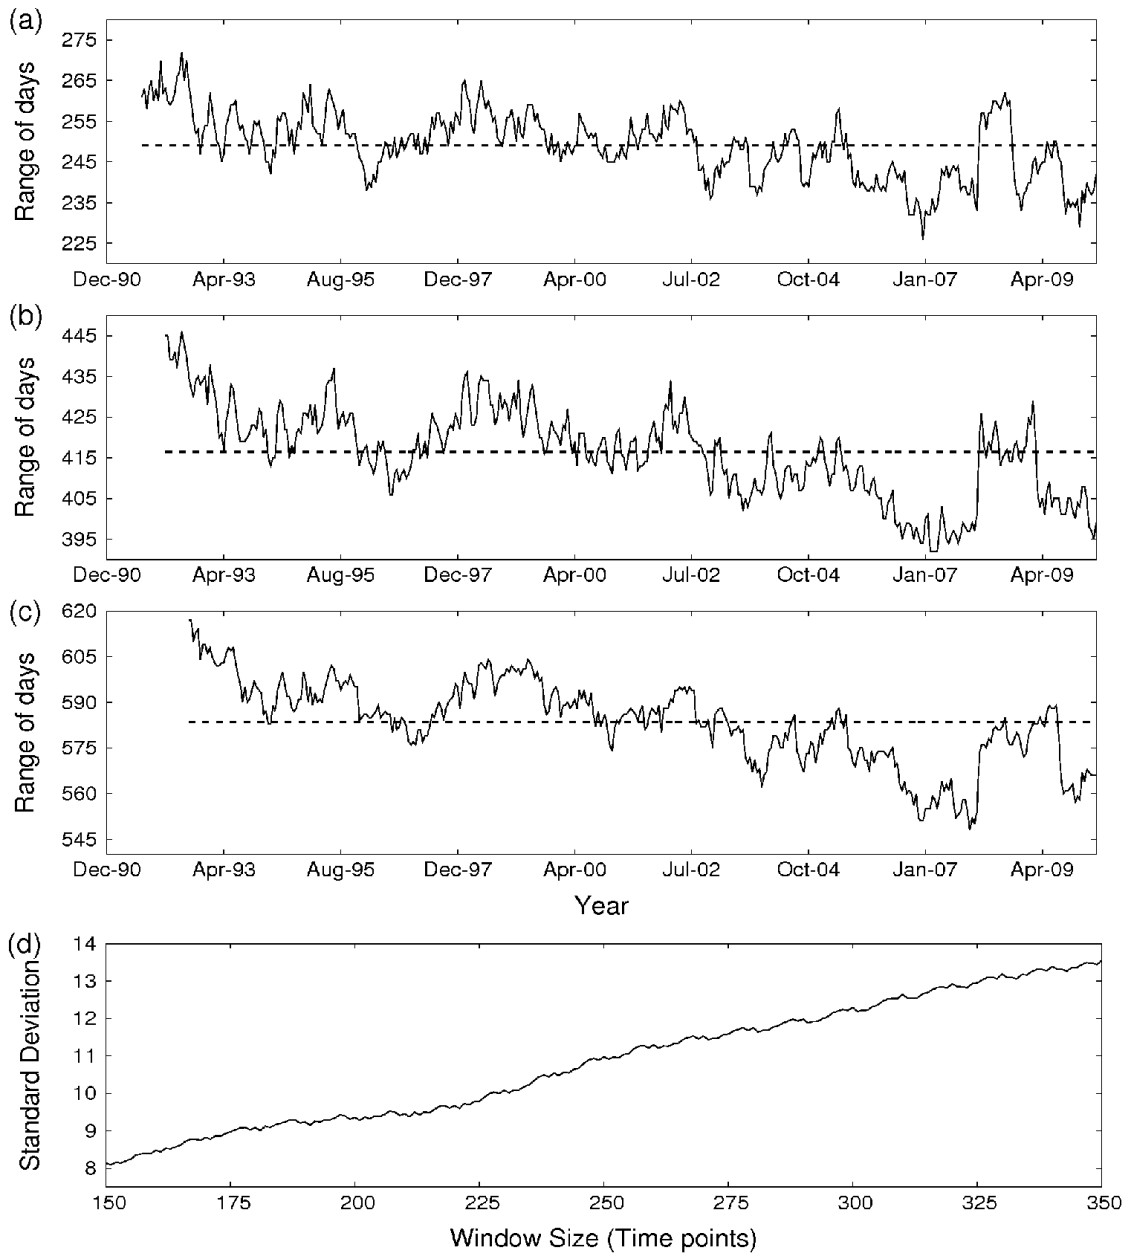 (a)
Range of days
275
265
255
245
235
225
Dec-90 Apr-93 Aug-95 Dec-97 Apr-00 Jul-02 Oct-04 Jan-07 Apr-09
(b)
Range of days
445
435
425
415
405
395
Dec-90 Apr-93 Aug-95 Dec-97 Apr-00 Jul-02 Oct-04 Jan-07 Apr-09
(c)
Range of days
620
605
590
575
560
545
Dec-90 Apr-93 Aug-95 Dec-97 Apr-00 Jul-02 Oct-04 Jan-07 Apr-09
Year
(d)
Standard Deviation
14
13
12
11
10
9
8
150 175 200 225 250 275 300 325 350
Window Size (Time points)